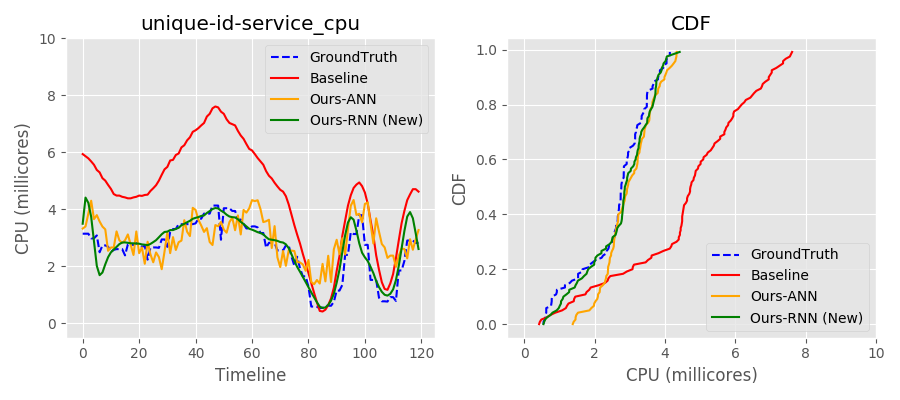 unique-id-service_cpu
10
8
6
4
2
0
CPU (millicores)
GroundTruth
Baseline
Ours-ANN
Ours-RNN (New)
0 20 40 60 80 100 120
Timeline
CDF
1.0
0.8
0.6
0.4
0.2
0.0
CDF
GroundTruth
Baseline
Ours-ANN
Ours-RNN (New)
0 2 4 6 8 10
CPU (millicores)